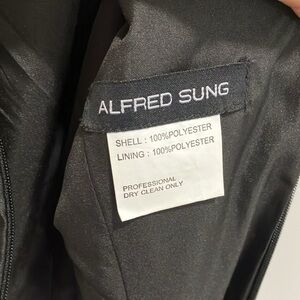 ALFRED SUNG
SHELL : 100%POLYESTER
LINING : 100%POLYESTER
PROFESSIONAL
DRY CLEAN ONLY